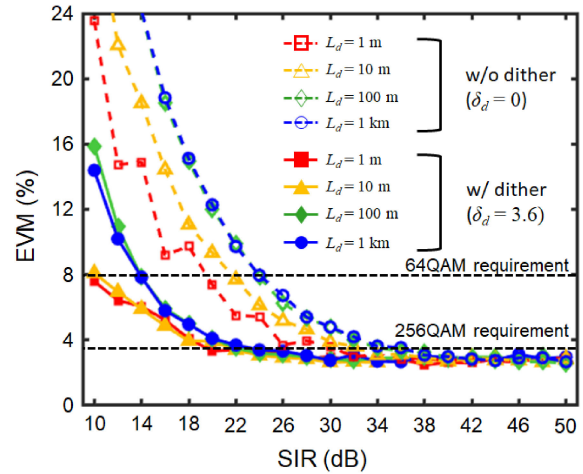 24
20
16
12
8
4
0
EVM (%)
10 14 18 22 26 30 34 38 42 46 50
SIR (dB)
L_d = 1 m
L_d = 10 m
L_d = 100 m
L_d = 1 km
w/o dither
(δ_d = 0)
L_d = 1 m
L_d = 10 m
L_d = 100 m
L_d = 1 km
w/ dither
(δ_d = 3.6)
64QAM requirement
256QAM requirement